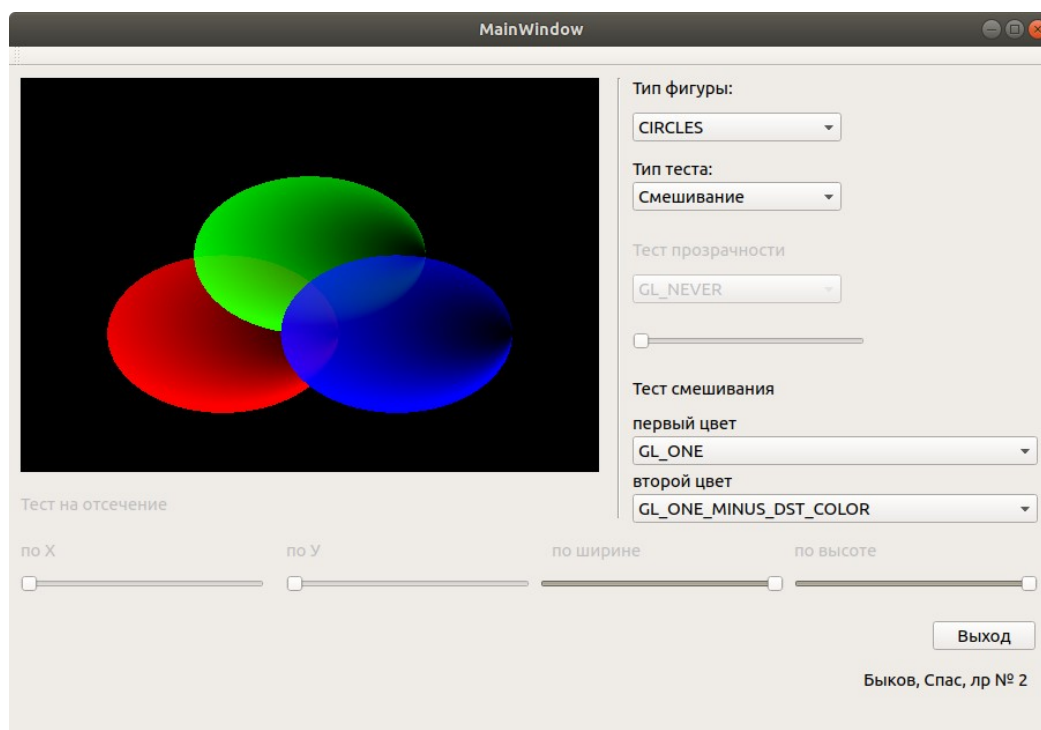 MainWindow
Тип фигуры:
CIRCLES
Тип теста:
Смешивание
Тест прозрачности
GL_NEVER
Тест смешивания
первый цвет
GL_ONE
второй цвет
GL_ONE_MINUS_DST_COLOR
Тест на отсечение
по X
по У
по ширине
по высоте
Выход
Быков, Спас, лр № 2